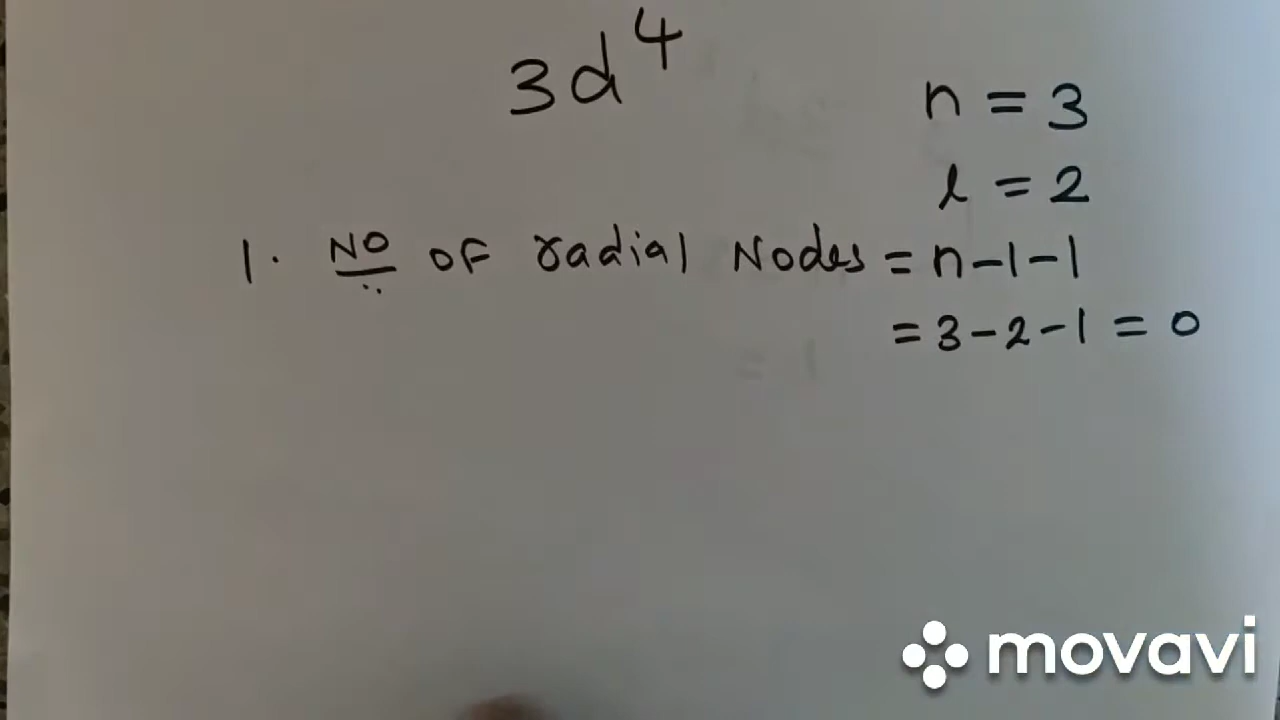 3d⁴
n = 3
l = 2
1. No of radial Nodes = n-l-1
= 3-2-1 = 0
movavi